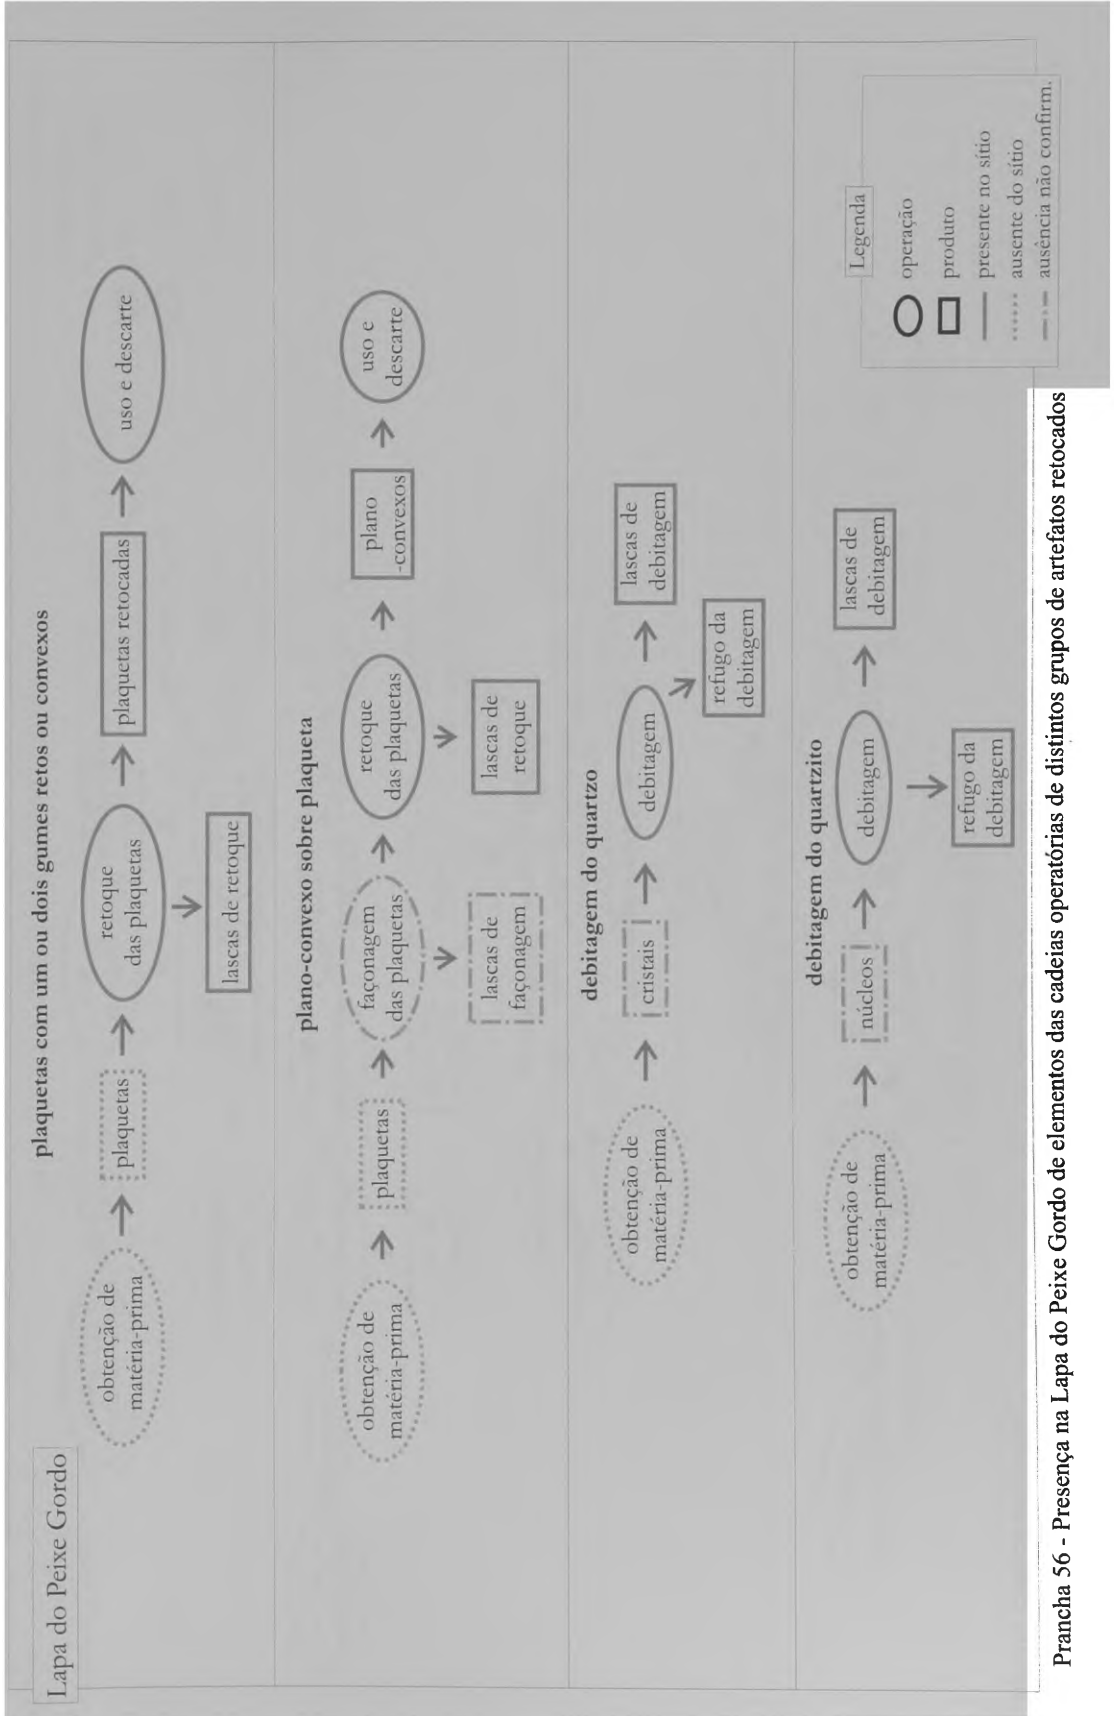 Lapa do Peixe Gordo
plaquetas com um ou dois gumes retos ou convexos
obtenção de
matéria-prima
plaquetas
retoque
das plaquetas
lascas de retoque
plaquetas retocadas
uso e descarte
plano-convexo sobre plaqueta
obtenção de
matéria-prima
plaquetas
façonagem
das plaquetas
lascas de
façonagem
retoque
das plaquetas
lascas de
retoque
plano
-convexos
uso e
descarte
debitagem do quartzo
obtenção de
matéria-prima
cristais
debitagem
refugo da
debitagem
lascas de
debitagem
debitagem do quartzito
obtenção de
matéria-prima
núcleos
debitagem
refugo da
debitagem
lascas de
debitagem
Legenda
operação
produto
presente no sítio
ausente do sítio
ausência não confirm.
Prancha 56 - Presença na Lapa do Peixe Gordo de elementos das cadeias operatórias de distintos grupos de artefatos retocados